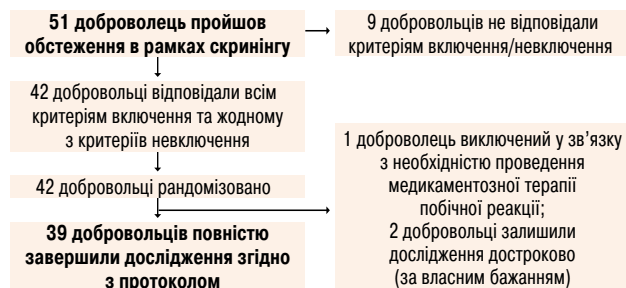 51 доброволець пройшов
обстеження в рамках скринінгу
9 добровольців не відповідали
критеріям включення/невключення
42 добровольці відповідали всім
критеріям включення та жодному
з критеріїв невключення
42 добровольці рандомізовано
1 доброволець виключений у зв’язку
з необхідністю проведення
медикаментозної терапії
побічної реакції;
2 добровольці залишили
дослідження достроково
(за власним бажанням)
39 добровольців повністю
завершили дослідження згідно
з протоколом